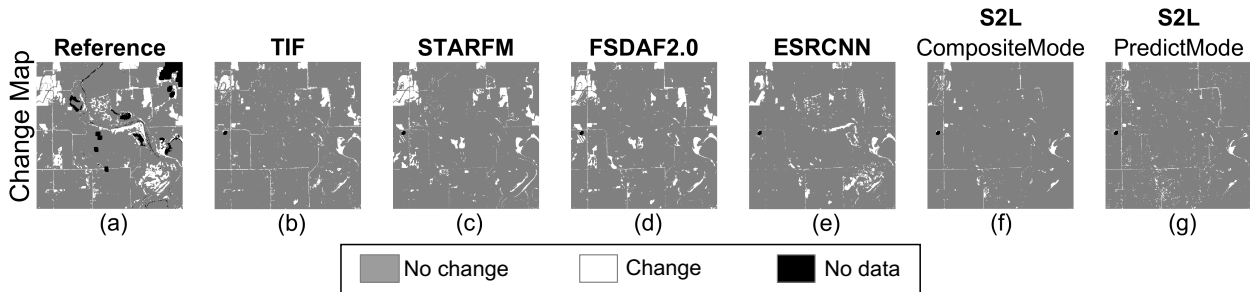 Reference
TIF
STARFM
FSDAF2.0
ESRCNN
S2L
CompositeMode
S2L
PredictMode
Change Map
(a)
(b)
(c)
(d)
(e)
(f)
(g)
No change
Change
No data